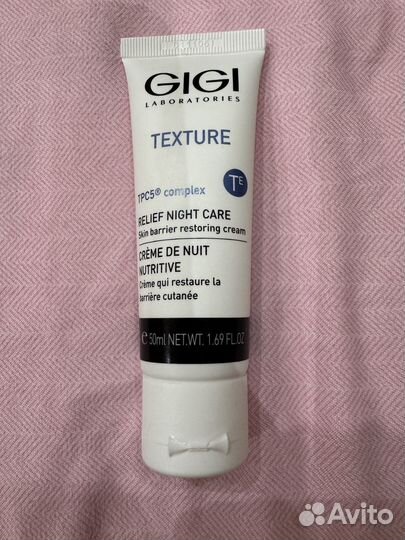 GIGI
LABORATORIES
TEXTURE
TPC5® complex
TE
RELIEF NIGHT CARE
Skin barrier restoring cream
CRÈME DE NUIT
NUTRITIVE
Crème qui restaure la
barrière cutanée
℮ 50ml NET.WT. 1.69 FL.OZ
Avito